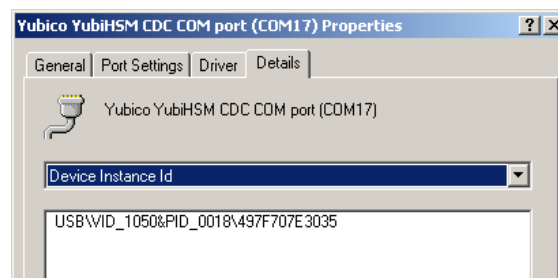 Yubico YubiHSM CDC COM port (COM17) Properties
General Port Settings Driver Details
Yubico YubiHSM CDC COM port (COM17)
Device Instance Id
USB\VID_1050&PID_0018\497F707E3035